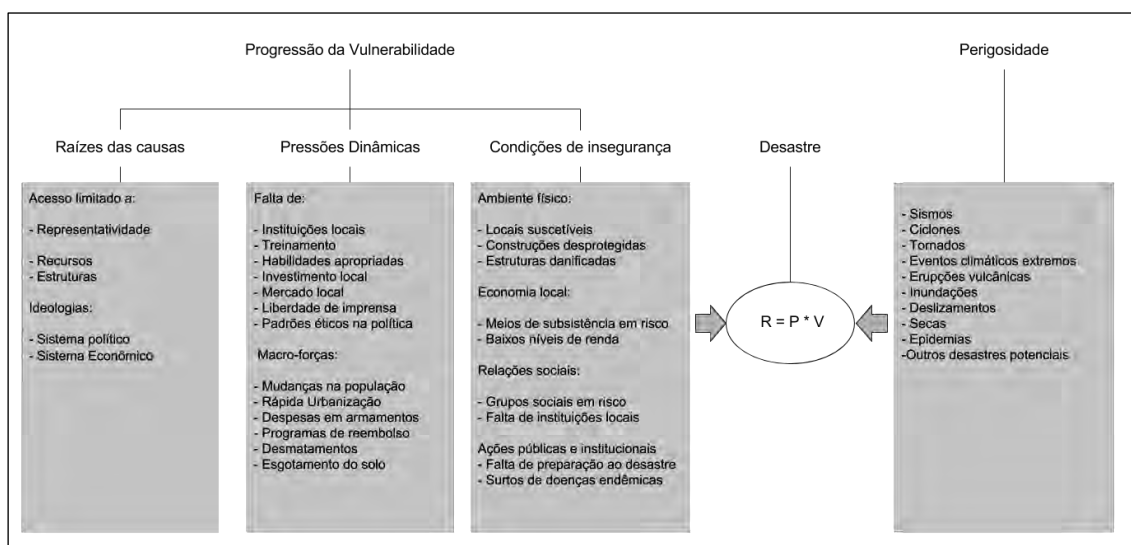 Progressão da Vulnerabilidade
Perigosidade
Raízes das causas
Pressões Dinâmicas
Condições de insegurança
Desastre
Acesso limitado a:
- Representatividade
- Recursos
- Estruturas
Ideologias:
- Sistema político
- Sistema Econômico
Falta de:
- Instituições locais
- Treinamento
- Habilidades apropriadas
- Investimento local
- Mercado local
- Liberdade de imprensa
- Padrões éticos na política
Macro-forças:
- Mudanças na população
- Rápida Urbanização
- Despesas em armamentos
- Programas de reembolso
- Desmatamentos
- Esgotamento do solo
Ambiente físico:
- Locais suscetíveis
- Construções desprotegidas
- Estruturas danificadas
Economia local:
- Meios de subsistência em risco
- Baixos níveis de renda
Relações sociais:
- Grupos sociais em risco
- Falta de instituições locais
Ações públicas e institucionais
- Falta de preparação ao desastre
- Surtos de doenças endêmicas
R = P * V
- Sismos
- Ciclones
- Tornados
- Eventos climáticos extremos
- Erupções vulcânicas
- Inundações
- Deslizamentos
- Secas
- Epidemias
-Outros desastres potenciais